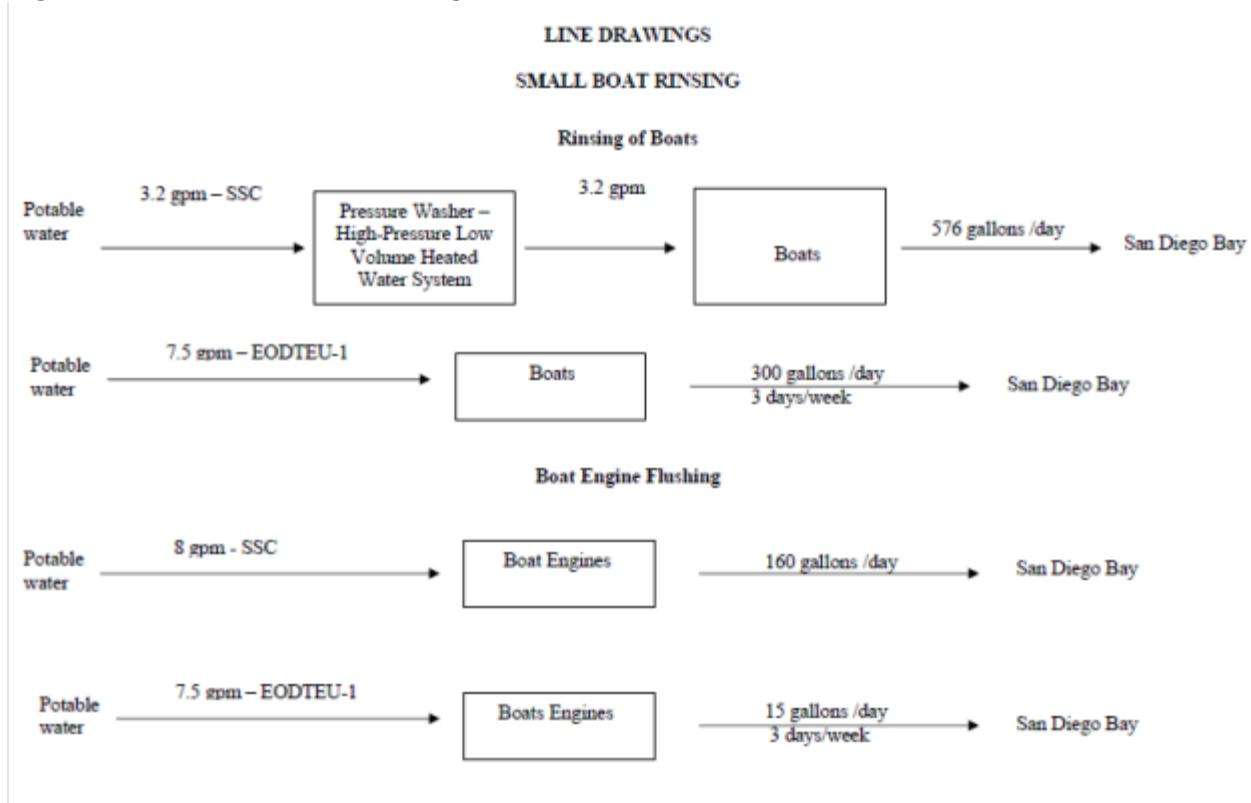 LINE DRAWINGS
SMALL BOAT RINSING
Rinsing of Boats
Potable
water
3.2 gpm – SSC
Pressure Washer –
High-Pressure Low
Volume Heated
Water System
3.2 gpm
Boats
576 gallons /day
San Diego Bay
Potable
water
7.5 gpm – EODTEU-1
Boats
300 gallons /day
3 days/week
San Diego Bay
Boat Engine Flushing
Potable
water
8 gpm - SSC
Boat Engines
160 gallons /day
San Diego Bay
Potable
water
7.5 gpm – EODTEU-1
Boats Engines
15 gallons /day
3 days/week
San Diego Bay